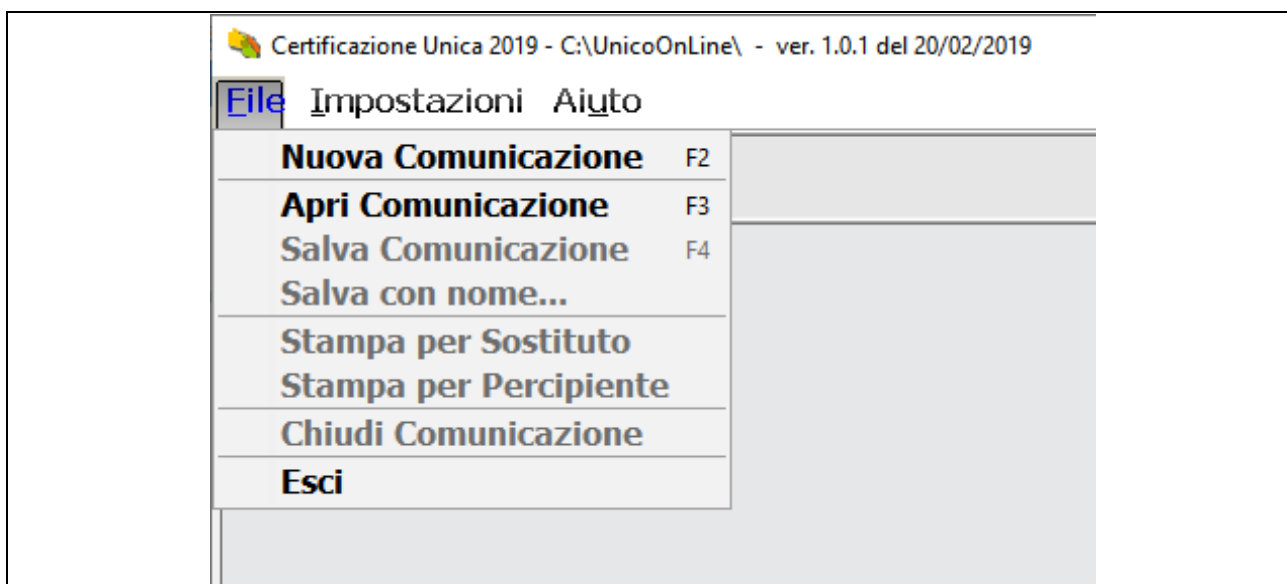 Certificazione Unica 2019 - C:\UnicoOnLine\ - ver. 1.0.1 del 20/02/2019
File Impostazioni Aiuto
Nuova Comunicazione F2
Apri Comunicazione F3
Salva Comunicazione F4
Salva con nome...
Stampa per Sostituto
Stampa per Percipiente
Chiudi Comunicazione
Esci